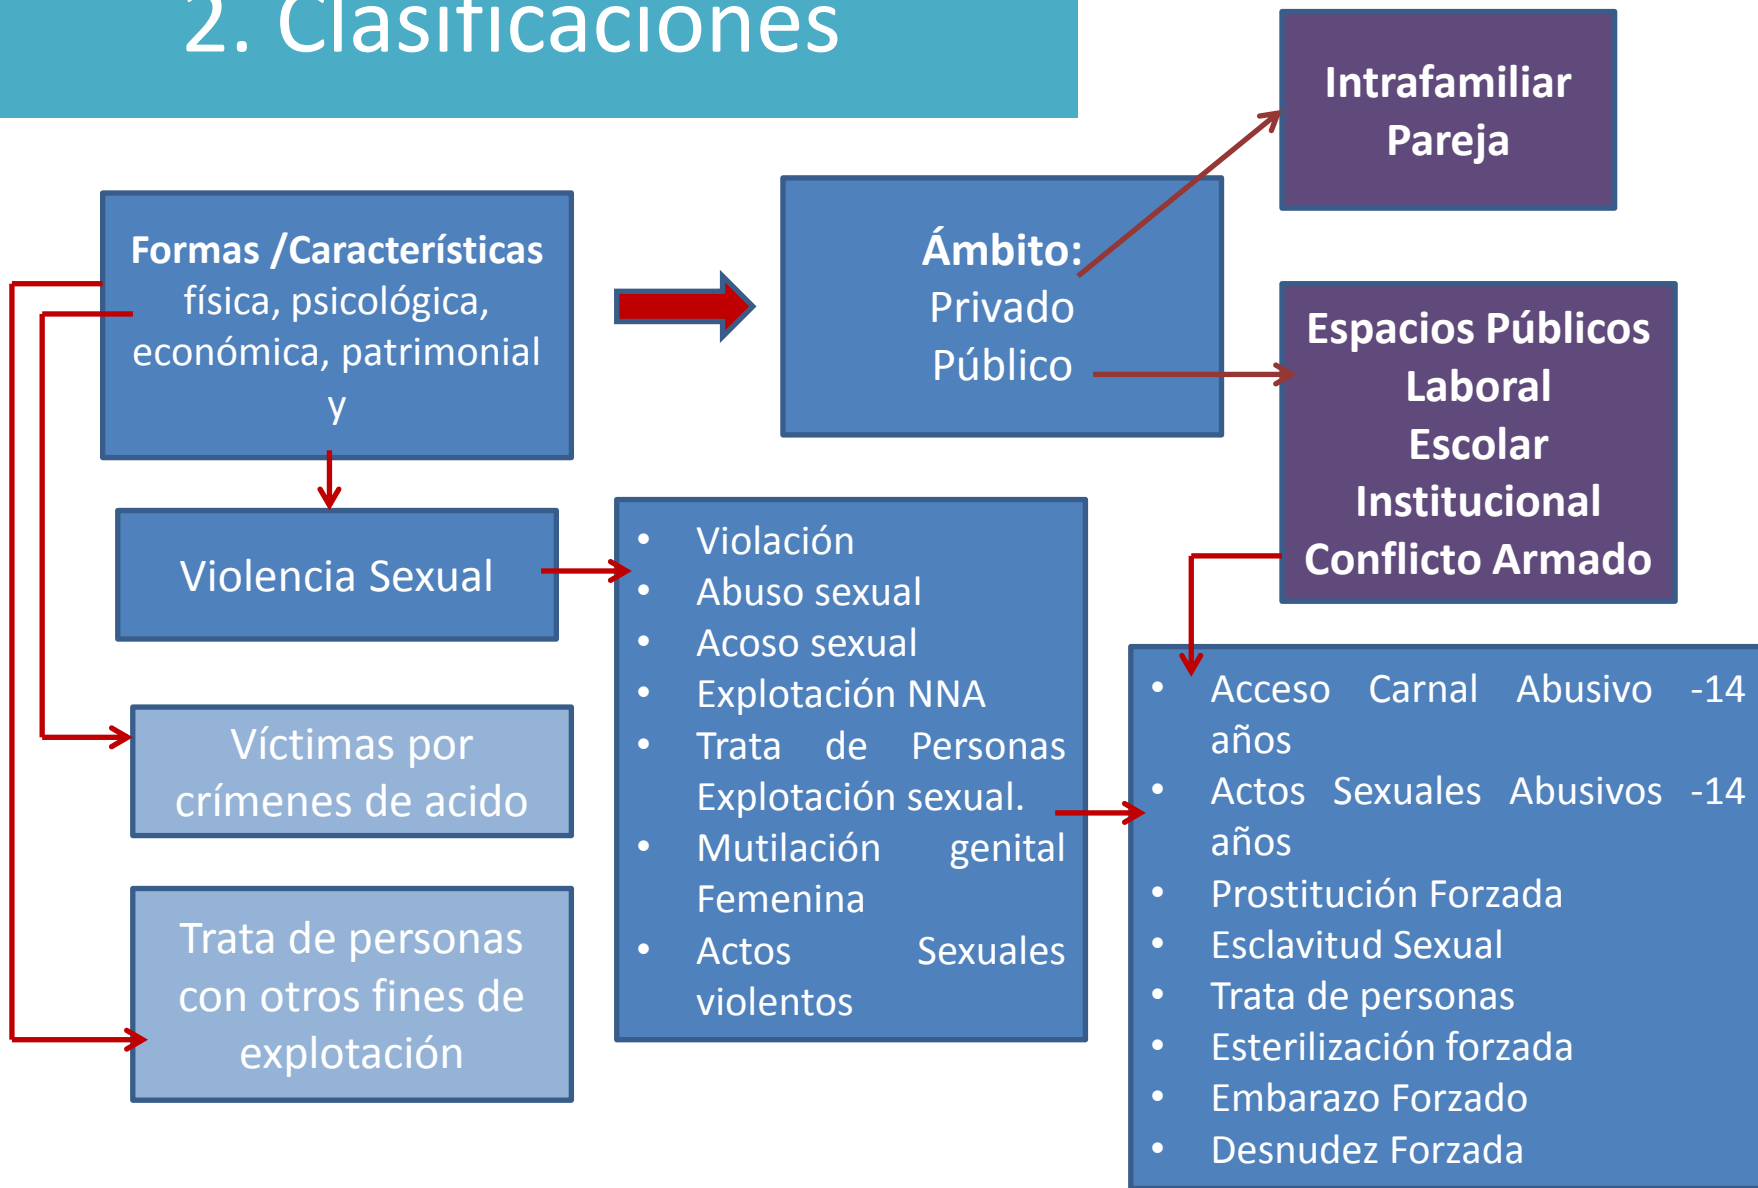 2. Clasificaciones
Formas /Características
física, psicológica,
económica, patrimonial
y
Violencia Sexual
Víctimas por
crímenes de acido
Trata de personas
con otros fines de
explotación
Ámbito:
Privado
Público
Intrafamiliar
Pareja
Espacios Públicos
Laboral
Escolar
Institucional
Conflicto Armado
• Violación
• Abuso sexual
• Acoso sexual
• Explotación NNA
• Trata de Personas
Explotación sexual.
• Mutilación genital
Femenina
• Actos Sexuales
violentos
• Acceso Carnal Abusivo -14
años
• Actos Sexuales Abusivos -14
años
• Prostitución Forzada
• Esclavitud Sexual
• Trata de personas
• Esterilización forzada
• Embarazo Forzado
• Desnudez Forzada